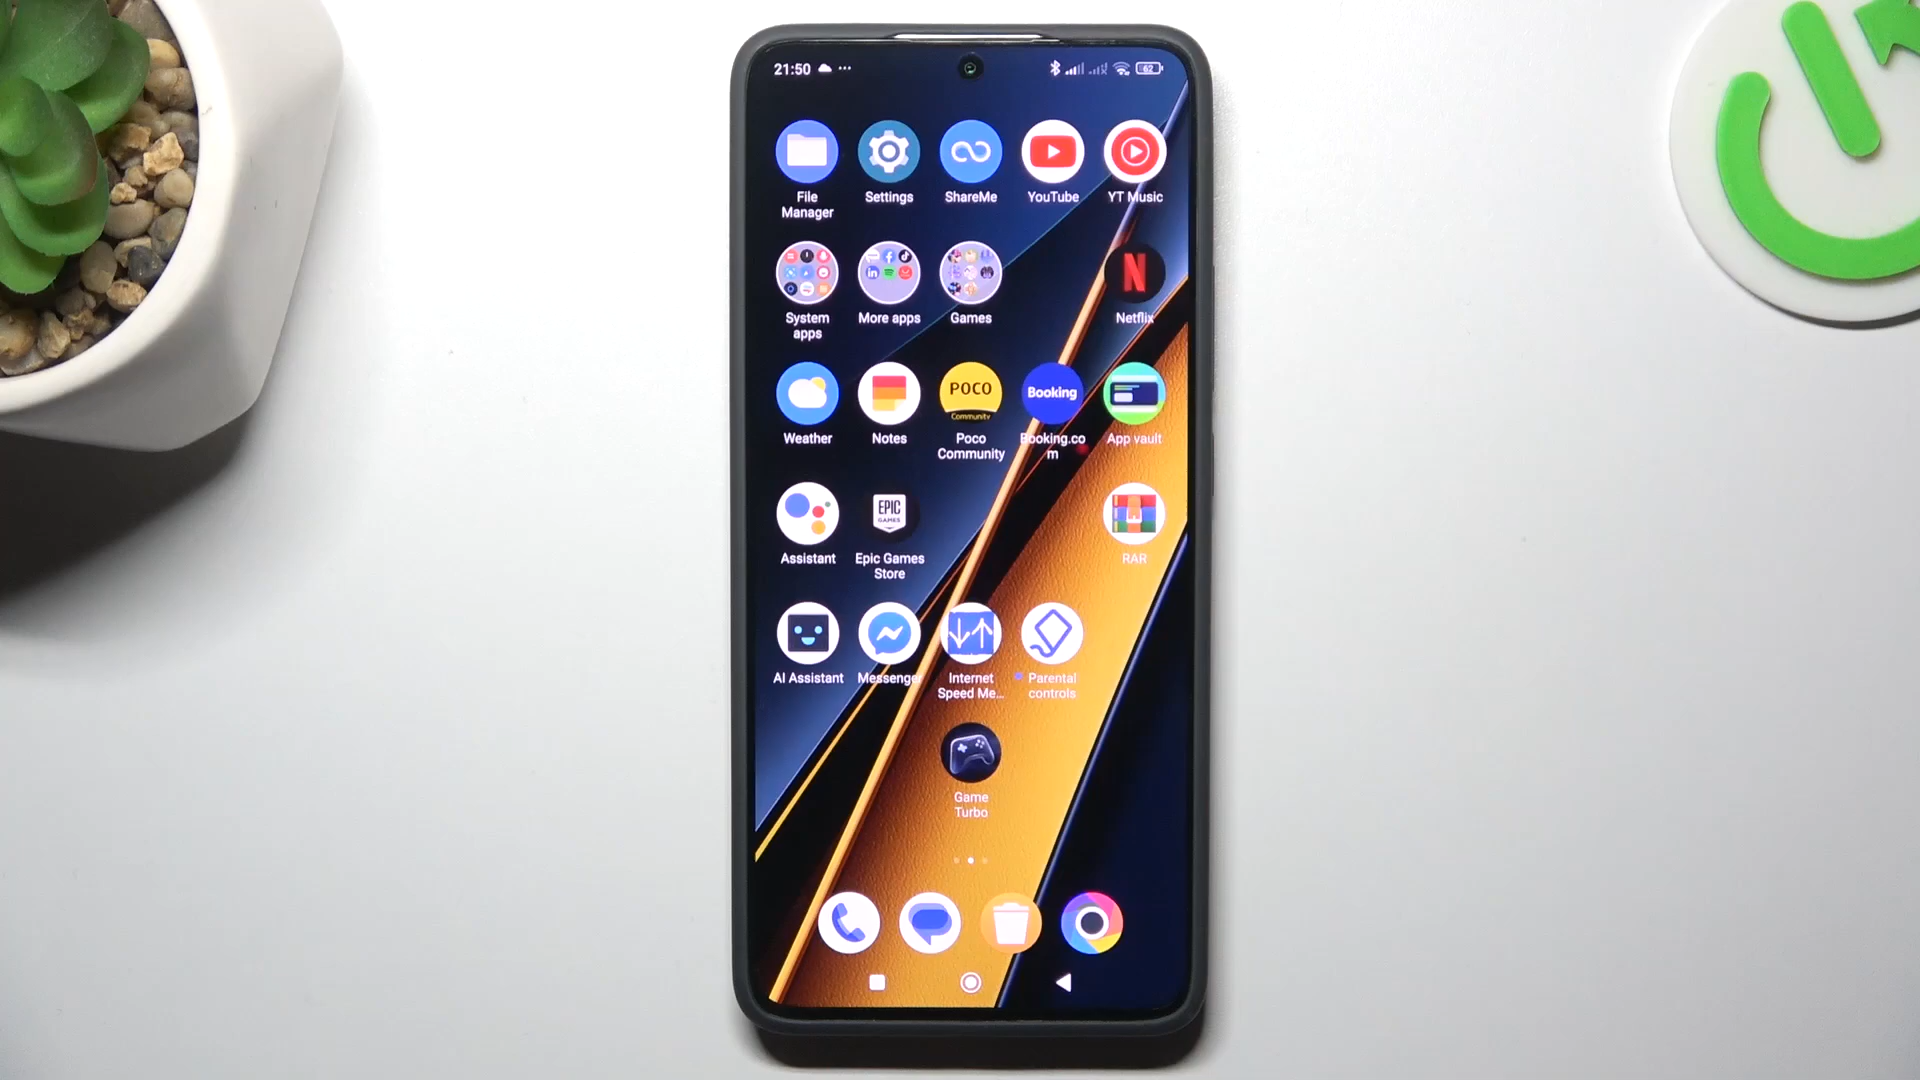 21:50
62
File
Manager
Settings
ShareMe
YouTube
YT Music
System
apps
More apps
Games
Netflix
Weather
Notes
POCO
Community
Poco
Community
Booking
Booking.co
m
App vault
Assistant
EPIC
GAMES
Epic Games
Store
RAR
AI Assistant
Messenger
Internet
Speed Me...
Parental
controls
Game
Turbo